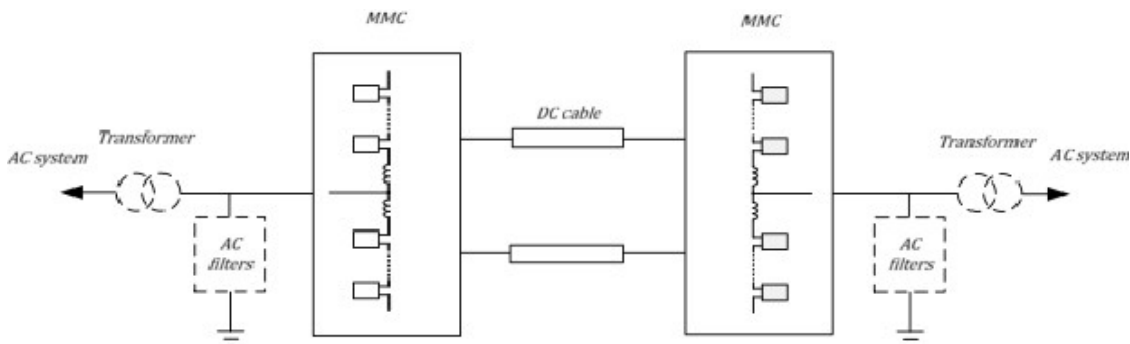 MMC
MMC
DC cable
Transformer
AC system
Transformer
AC system
AC
filters
AC
filters